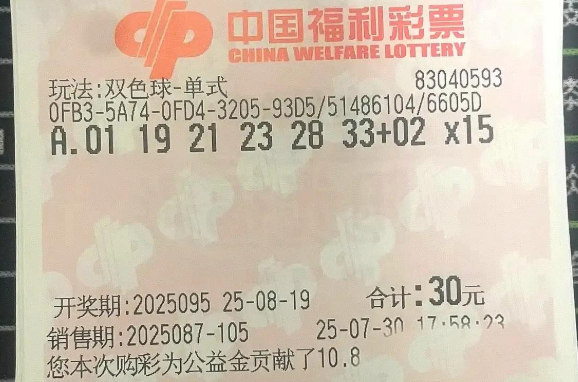 中国福利彩票
CHINA WELFARE LOTTERY
玩法:双色球-单式 83040593
0FB3-5A74-0FD4-3205-93D5/51486104/6605D
A.01 19 21 23 28 33+02 x15
开奖期:2025095 25-08-19 合计:30元
销售期:2025087-105 25-07-30 17:58:23
您本次购彩为公益金贡献了10.8